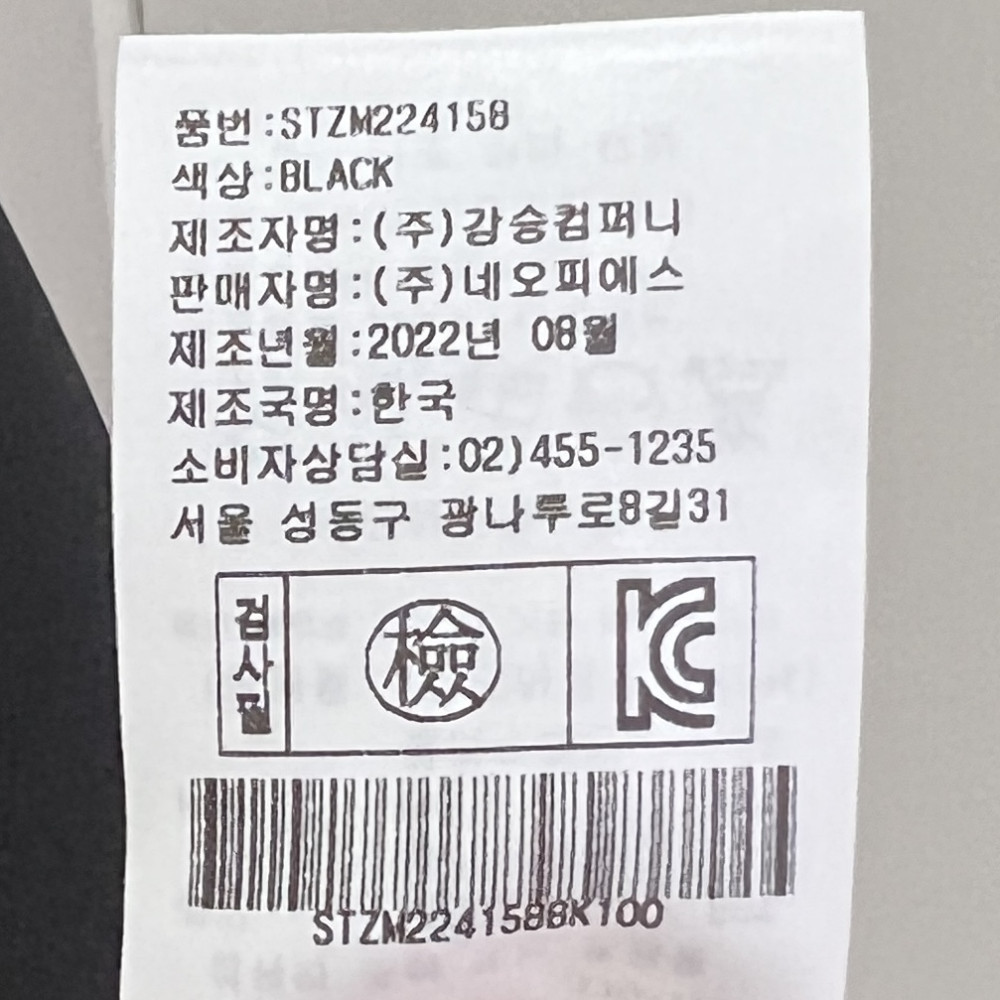 품번:STZM224158
색상:BLACK
제조자명:(주)강승컴퍼니
판매자명:(주)네오피에스
제조년월:2022년 08월
제조국명:한국
소비자상담실:02)455-1235
서울 성동구 광나루로8길31
검사필
檢
KC
STZM224158BK100